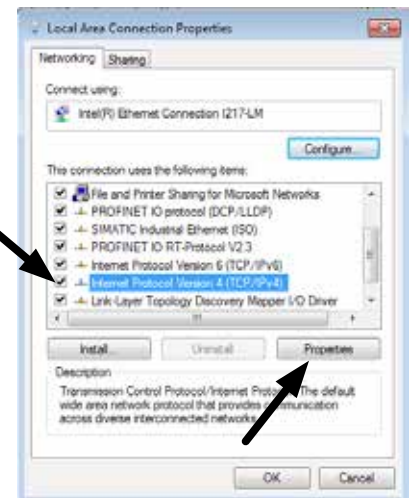 Local Area Connection Properties
Networking Sharing
Connect using:
Intel(R) Ethernet Connection I217-LM
Configure...
This connection uses the following items:
File and Printer Sharing for Microsoft Networks
PROFINET IO protocol (DCP/LLDP)
SIMATIC Industrial Ethernet (ISO)
PROFINET IO RT-Protocol V2.3
Internet Protocol Version 6 (TCP/IPv6)
Internet Protocol Version 4 (TCP/IPv4)
Link-Layer Topology Discovery Mapper I/O Driver
Install... Uninstall Properties
Description
Transmission Control Protocol/Internet Protocol. The default
wide area network protocol that provides communication
across diverse interconnected networks.
OK Cancel